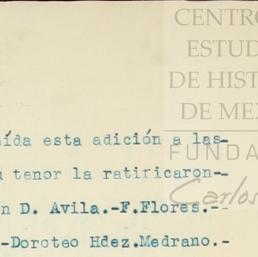 CENTRO
ESTUD
DE HIST
DE ME
FUNDA
Carlos
ída esta adición a las-
tenor la ratificaron-
n D. Avila.-F.Flores.-
-Doroteo Hdez.Medrano.-